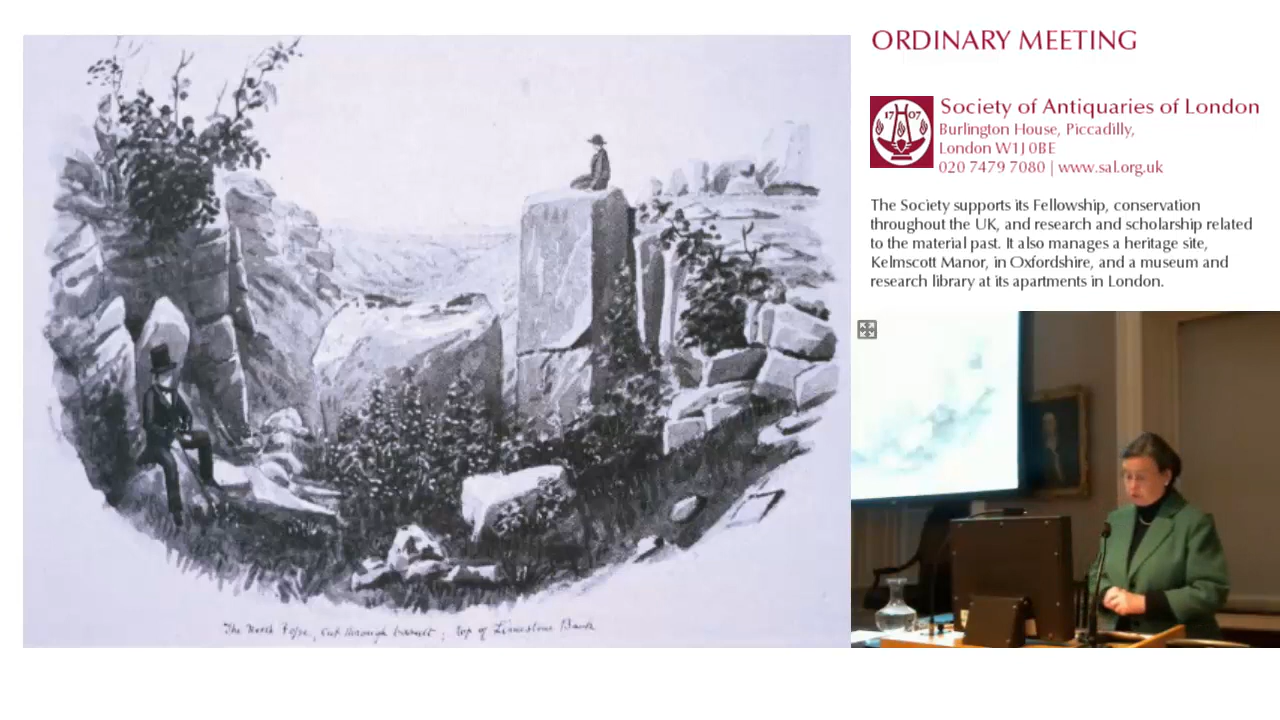 ORDINARY MEETING
17 07
Society of Antiquaries of London
Burlington House, Piccadilly,
London W1J 0BE
020 7479 7080 | www.sal.org.uk
The Society supports its Fellowship, conservation
throughout the UK, and research and scholarship related
to the material past. It also manages a heritage site,
Kelmscott Manor, in Oxfordshire, and a museum and
research library at its apartments in London.
The North Fosse, cut through ; top of Limestone Bank